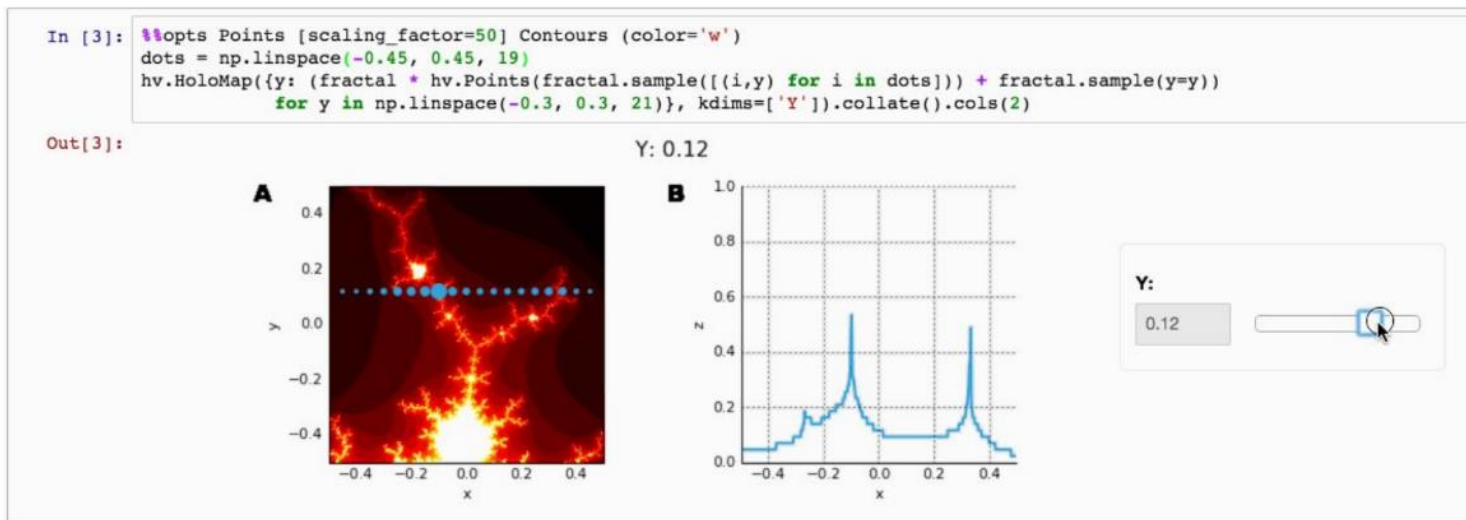 In [3]: %%opts Points [scaling_factor=50] Contours (color='w')
dots = np.linspace(-0.45, 0.45, 19)
hv.HoloMap({y: (fractal * hv.Points(fractal.sample([(i,y) for i in dots])) + fractal.sample(y=y))
for y in np.linspace(-0.3, 0.3, 21)}, kdims=['Y']).collate().cols(2)
Out[3]:
Y: 0.12
A
0.4
0.2
0.0
−0.2
−0.4
y
−0.4 −0.2 0.0 0.2 0.4
x
B
1.0
0.8
0.6
0.4
0.2
0.0
z
−0.4 −0.2 0.0 0.2 0.4
x
Y:
0.12